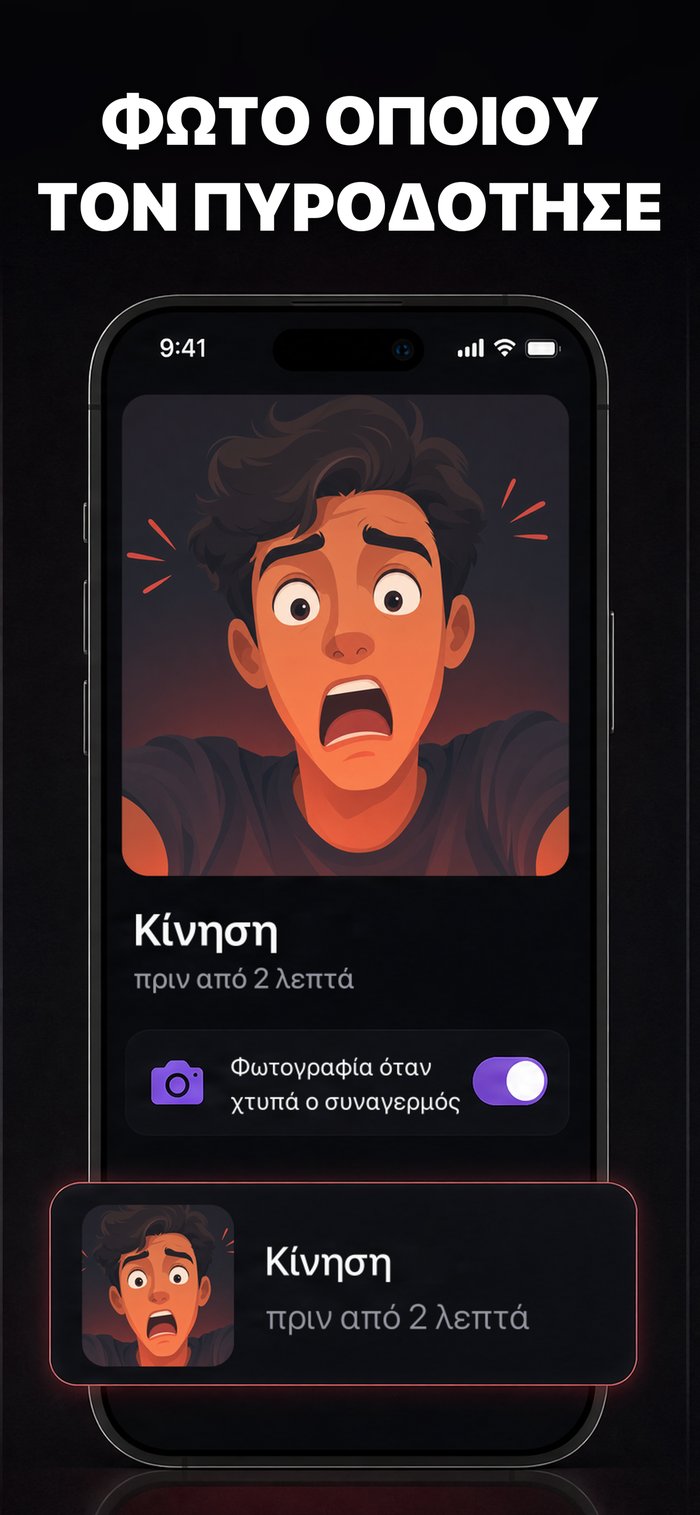 ΦΩΤΟ ΟΠΟΙΟΥ
ΤΟΝ ΠΥΡΟΔΟΤΗΣΕ
9:41
Κίνηση
πριν από 2 λεπτά
Φωτογραφία όταν
χτυπά ο συναγερμός
Κίνηση
πριν από 2 λεπτά